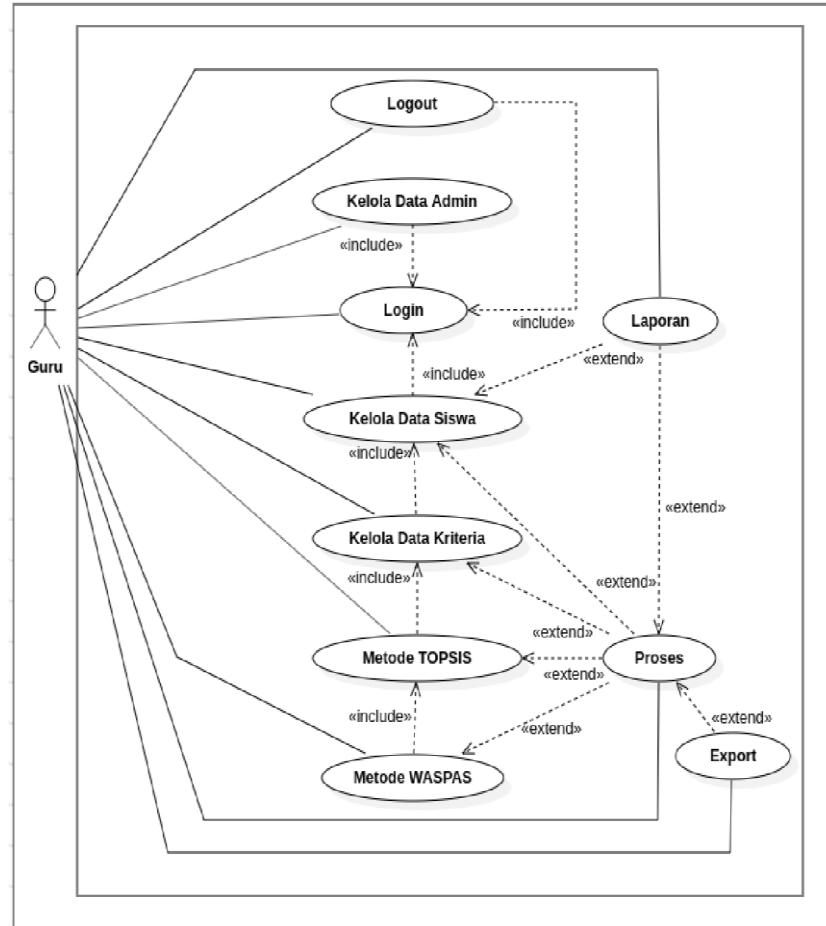 Logout
Kelola Data Admin
«include»
Login
«include»
Laporan
Guru
«include»
«extend»
Kelola Data Siswa
«include»
«extend»
Kelola Data Kriteria
«include»
«extend»
«extend»
Metode TOPSIS
Proses
«extend»
«include»
«extend»
«extend»
Export
Metode WASPAS